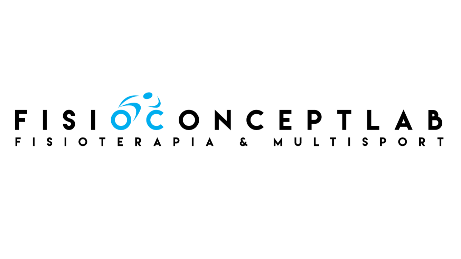 FISIOCONCEPTLAB
FISIOTERAPIA & MULTISPORT